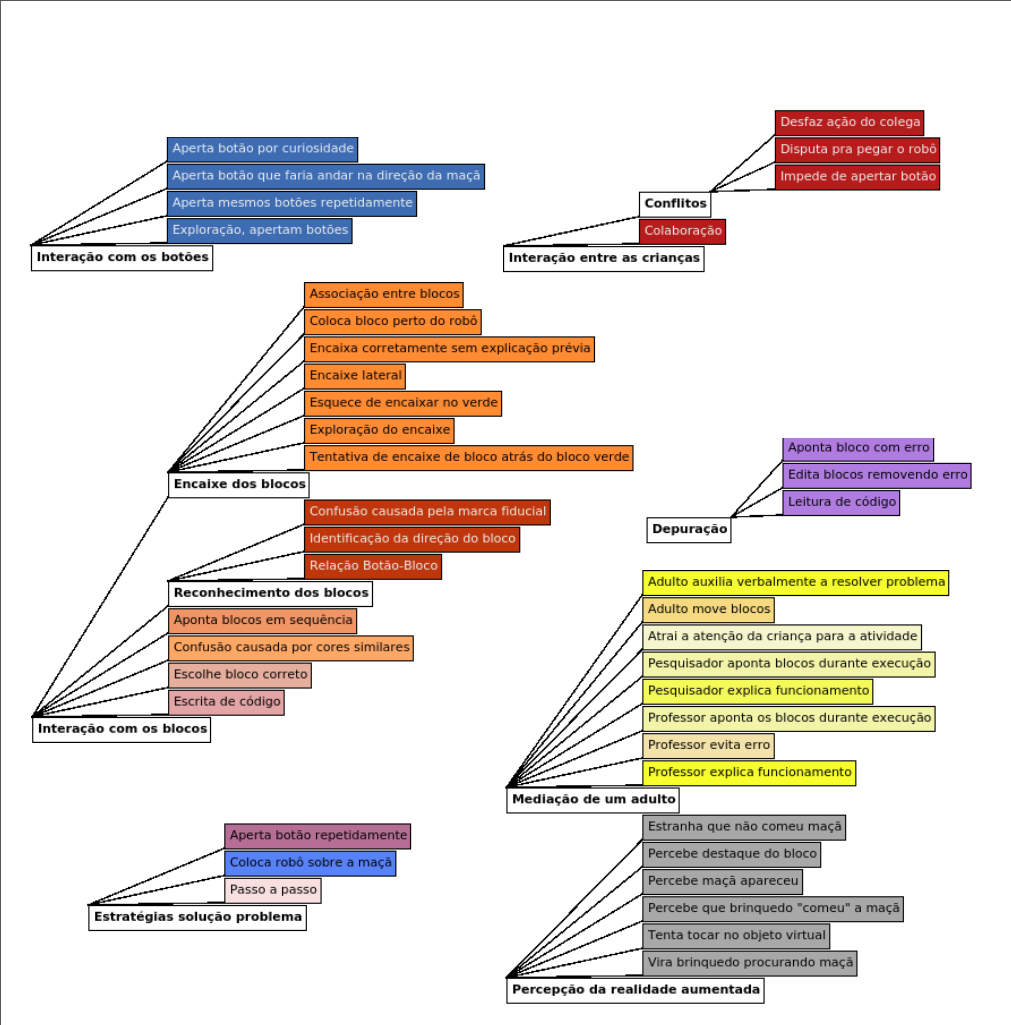 Aperta botão por curiosidade
Aperta botão que faria andar na direção da maçã
Aperta mesmos botões repetidamente
Exploração, apertam botões
Interação com os botões
Desfaz ação do colega
Disputa pra pegar o robô
Impede de apertar botão
Conflitos
Colaboração
Interação entre as crianças
Associação entre blocos
Coloca bloco perto do robô
Encaixa corretamente sem explicação prévia
Encaixe lateral
Esquece de encaixar no verde
Exploração do encaixe
Tentativa de encaixe de bloco atrás do bloco verde
Encaixe dos blocos
Confusão causada pela marca fiducial
Identificação da direção do bloco
Relação Botão-Bloco
Reconhecimento dos blocos
Aponta blocos em sequência
Confusão causada por cores similares
Escolhe bloco correto
Escrita de código
Interação com os blocos
Aponta bloco com erro
Edita blocos removendo erro
Leitura de código
Depuração
Adulto auxilia verbalmente a resolver problema
Adulto move blocos
Atrai a atenção da criança para a atividade
Pesquisador aponta blocos durante execução
Pesquisador explica funcionamento
Professor aponta os blocos durante execução
Professor evita erro
Professor explica funcionamento
Mediação de um adulto
Aperta botão repetidamente
Coloca robô sobre a maçã
Passo a passo
Estratégias solução problema
Estranha que não comeu maçã
Percebe destaque do bloco
Percebe maçã apareceu
Percebe que brinquedo "comeu" a maçã
Tenta tocar no objeto virtual
Vira brinquedo procurando maçã
Percepção da realidade aumentada